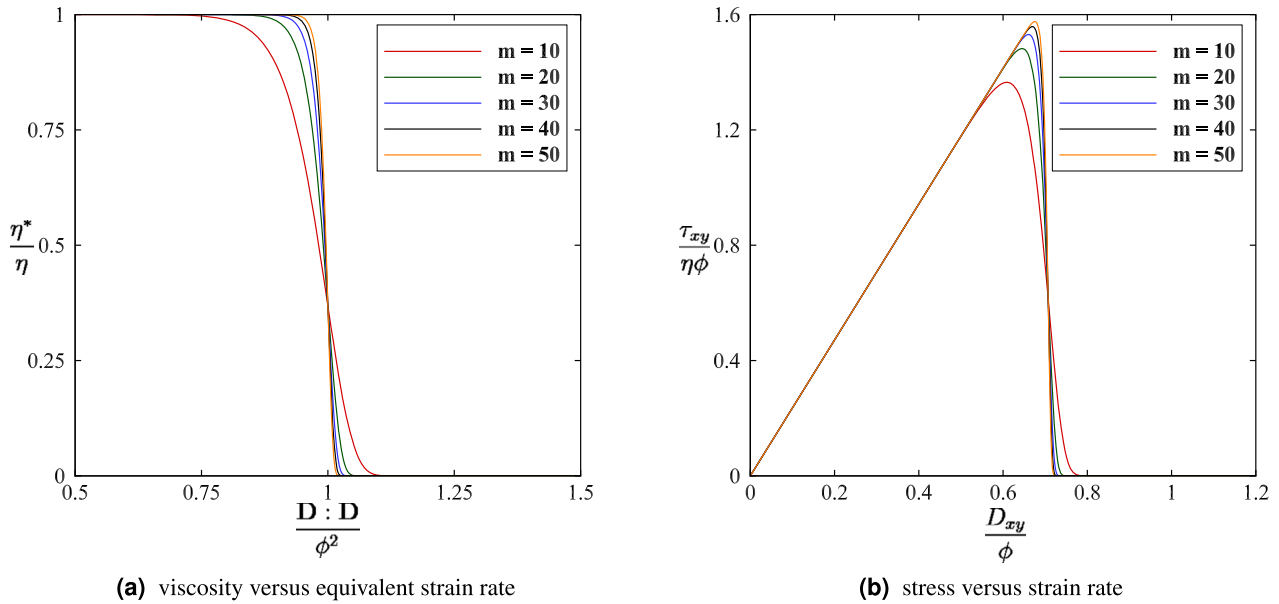 1
0.75
0.5
0.25
0
η*
η
m = 10
m = 20
m = 30
m = 40
m = 50
0.5 0.75 1 1.25 1.5
D : D
ϕ²
(a) viscosity versus equivalent strain rate
1.6
1.2
0.8
0.4
0
τxy
ηϕ
m = 10
m = 20
m = 30
m = 40
m = 50
0 0.2 0.4 0.6 0.8 1 1.2
Dxy
ϕ
(b) stress versus strain rate